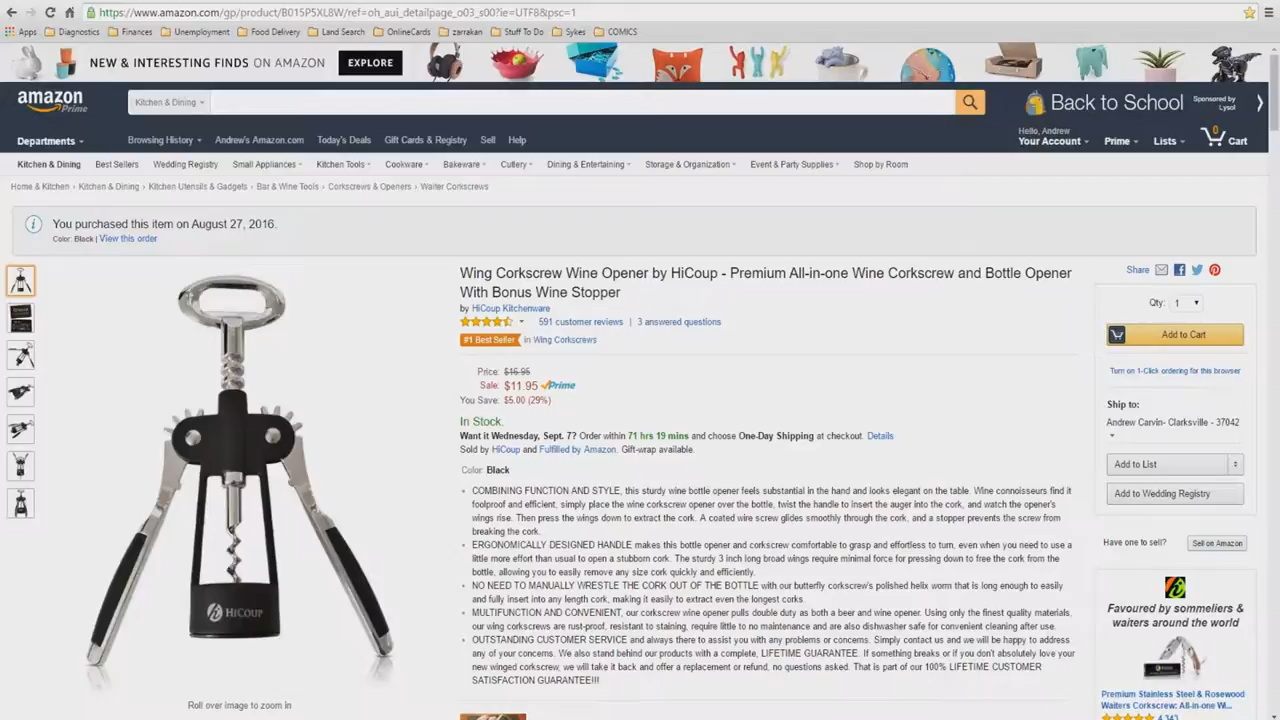 https://www.amazon.com/gp/product/B015P5XL8W/ref=oh_aui_detailpage_o03_s00?ie=UTF8&psc=1
Apps Diagnostics Finances Unemployment Food Delivery Land Search OnlineCards zarrakan Stuff To Do Sykes COMICS
NEW & INTERESTING FINDS ON AMAZON EXPLORE
amazon Prime
Kitchen & Dining
Back to School Sponsored by Lysol
Departments Browsing History Andrew's Amazon.com Today's Deals Gift Cards & Registry Sell Help
Hello, Andrew
Your Account Prime Lists 0 Cart
Kitchen & Dining Best Sellers Wedding Registry Small Appliances Kitchen Tools Cookware Bakeware Cutlery Dining & Entertaining Storage & Organization Event & Party Supplies Shop by Room
Home & Kitchen › Kitchen & Dining › Kitchen Utensils & Gadgets › Bar & Wine Tools › Corkscrews & Openers › Waiter Corkscrews
You purchased this item on August 27, 2016.
Color: Black | View this order
HiCoup
Roll over image to zoom in
Wing Corkscrew Wine Opener by HiCoup - Premium All-in-one Wine Corkscrew and Bottle Opener
With Bonus Wine Stopper
by HiCoup Kitchenware
591 customer reviews | 3 answered questions
#1 Best Seller in Wing Corkscrews
Price: $16.95
Sale: $11.95 Prime
You Save: $5.00 (29%)
In Stock.
Want it Wednesday, Sept. 7? Order within 71 hrs 19 mins and choose One-Day Shipping at checkout. Details
Sold by HiCoup and Fulfilled by Amazon. Gift-wrap available.
Color: Black
• COMBINING FUNCTION AND STYLE, this sturdy wine bottle opener feels substantial in the hand and looks elegant on the table. Wine connoisseurs find it
foolproof and efficient, simply place the wine corkscrew opener over the bottle, twist the handle to insert the auger into the cork, and watch the opener's
wings rise. Then press the wings down to extract the cork. A coated wire screw glides smoothly through the cork, and a stopper prevents the screw from
breaking the cork.
• ERGONOMICALLY DESIGNED HANDLE makes this bottle opener and corkscrew comfortable to grasp and effortless to turn, even when you need to use a
little more effort than usual to open a stubborn cork. The sturdy 3 inch long broad wings require minimal force for pressing down to free the cork from the
bottle, allowing you to easily remove any size cork quickly and efficiently.
• NO NEED TO MANUALLY WRESTLE THE CORK OUT OF THE BOTTLE with our butterfly corkscrew's polished helix worm that is long enough to easily
and fully insert into any length cork, making it easily to extract even the longest corks.
• MULTIFUNCTION AND CONVENIENT, our corkscrew wine opener pulls double duty as both a beer and wine opener. Using only the finest quality materials,
our wing corkscrews are rust-proof, resistant to staining, require little to no maintenance and are also dishwasher safe for convenient cleaning after use.
• OUTSTANDING CUSTOMER SERVICE and always there to assist you with any problems or concerns. Simply contact us and we will be happy to address
any of your concerns. We also stand behind our products with a complete, LIFETIME GUARANTEE. If something breaks or if you don't absolutely love your
new winged corkscrew, we will take it back and offer a replacement or refund, no questions asked. That is part of our 100% LIFETIME CUSTOMER
SATISFACTION GUARANTEE!!!
Share
Qty: 1
Add to Cart
Turn on 1-Click ordering for this browser
Ship to:
Andrew Carvin- Clarksville - 37042
Add to List
Add to Wedding Registry
Have one to sell? Sell on Amazon
Favoured by sommeliers &
waiters around the world
Premium Stainless Steel & Rosewood
Waiters Corkscrew: All-in-one Wi...
4,343